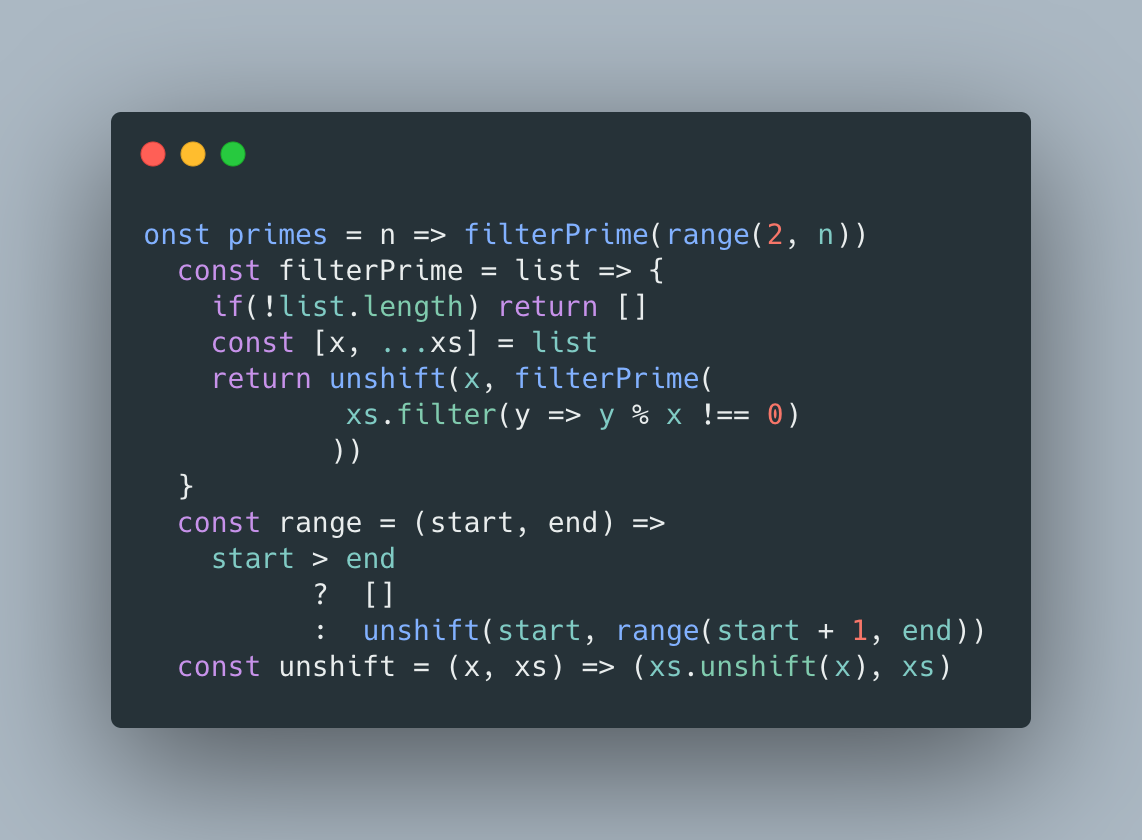 onst primes = n => filterPrime(range(2, n))
  const filterPrime = list => {
    if(!list.length) return []
    const [x, ...xs] = list
    return unshift(x, filterPrime(
            xs.filter(y => y % x !== 0)
           ))
  }
  const range = (start, end) =>
    start > end
          ?  []
          :  unshift(start, range(start + 1, end))
  const unshift = (x, xs) => (xs.unshift(x), xs)